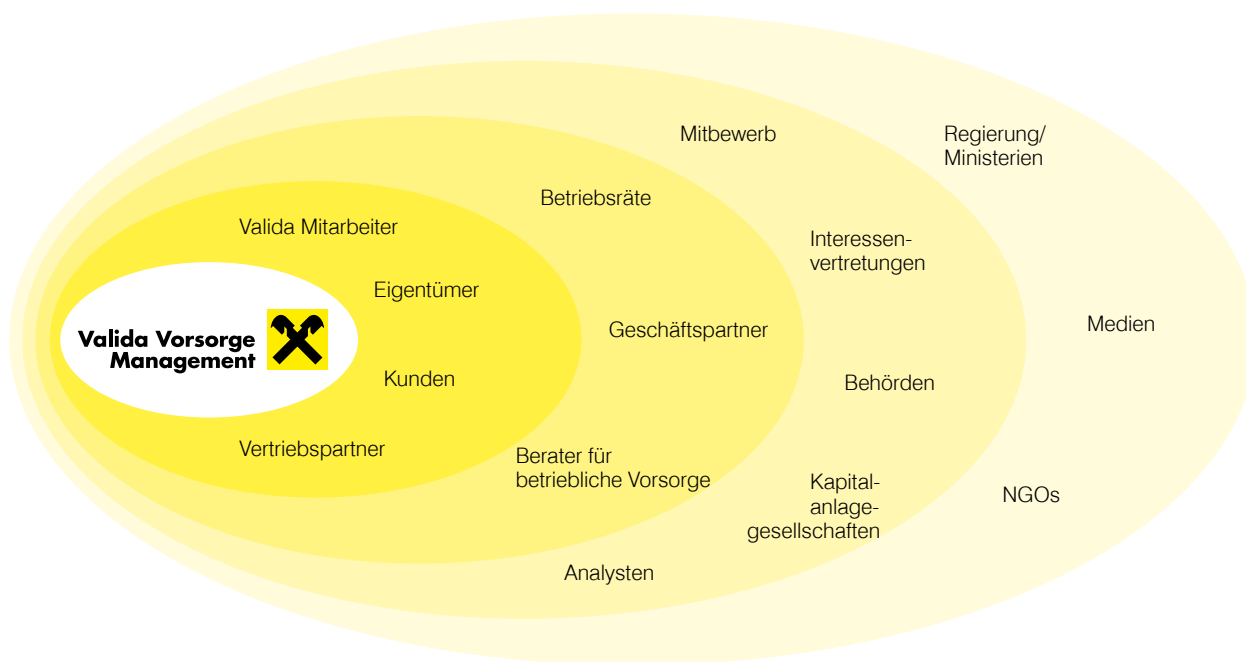 Mitbewerb
Regierung/
Ministerien
Betriebsräte
Valida Mitarbeiter
Interessen-
vertretungen
Eigentümer
Geschäftspartner
Medien
Valida Vorsorge
Management
Kunden
Behörden
Vertriebspartner
Berater für
betriebliche Vorsorge
Kapital-
anlage-
gesellschaften
NGOs
Analysten